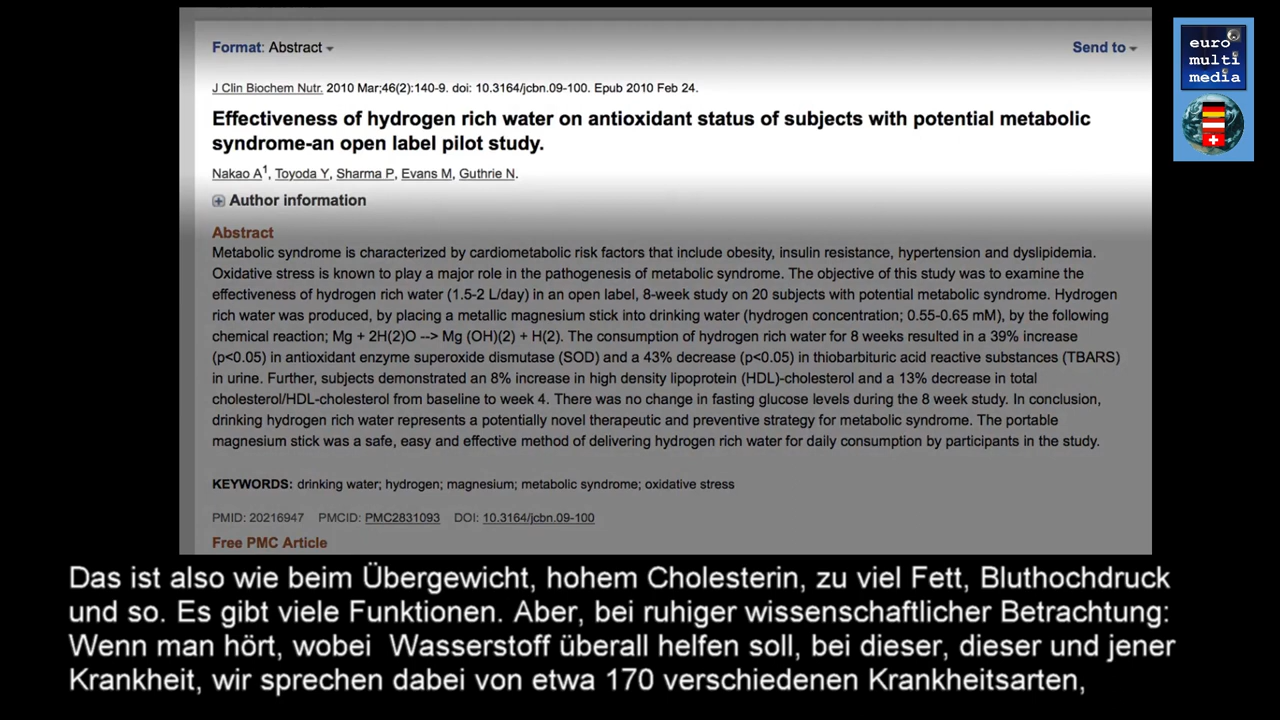 Format: Abstract
Send to
euro
multi
media
J Clin Biochem Nutr. 2010 Mar;46(2):140-9. doi: 10.3164/jcbn.09-100. Epub 2010 Feb 24.
Effectiveness of hydrogen rich water on antioxidant status of subjects with potential metabolic
syndrome-an open label pilot study.
Nakao A1, Toyoda Y, Sharma P, Evans M, Guthrie N.
Author information
Abstract
Metabolic syndrome is characterized by cardiometabolic risk factors that include obesity, insulin resistance, hypertension and dyslipidemia.
Oxidative stress is known to play a major role in the pathogenesis of metabolic syndrome. The objective of this study was to examine the
effectiveness of hydrogen rich water (1.5-2 L/day) in an open label, 8-week study on 20 subjects with potential metabolic syndrome. Hydrogen
rich water was produced, by placing a metallic magnesium stick into drinking water (hydrogen concentration; 0.55-0.65 mM), by the following
chemical reaction; Mg + 2H(2)O --> Mg (OH)(2) + H(2). The consumption of hydrogen rich water for 8 weeks resulted in a 39% increase
(p<0.05) in antioxidant enzyme superoxide dismutase (SOD) and a 43% decrease (p<0.05) in thiobarbituric acid reactive substances (TBARS)
in urine. Further, subjects demonstrated an 8% increase in high density lipoprotein (HDL)-cholesterol and a 13% decrease in total
cholesterol/HDL-cholesterol from baseline to week 4. There was no change in fasting glucose levels during the 8 week study. In conclusion,
drinking hydrogen rich water represents a potentially novel therapeutic and preventive strategy for metabolic syndrome. The portable
magnesium stick was a safe, easy and effective method of delivering hydrogen rich water for daily consumption by participants in the study.
KEYWORDS: drinking water; hydrogen; magnesium; metabolic syndrome; oxidative stress
PMID: 20216947 PMCID: PMC2831093 DOI: 10.3164/jcbn.09-100
Free PMC Article
Das ist also wie beim Übergewicht, hohem Cholesterin, zu viel Fett, Bluthochdruck
und so. Es gibt viele Funktionen. Aber, bei ruhiger wissenschaftlicher Betrachtung:
Wenn man hört, wobei Wasserstoff überall helfen soll, bei dieser, dieser und jener
Krankheit, wir sprechen dabei von etwa 170 verschiedenen Krankheitsarten,